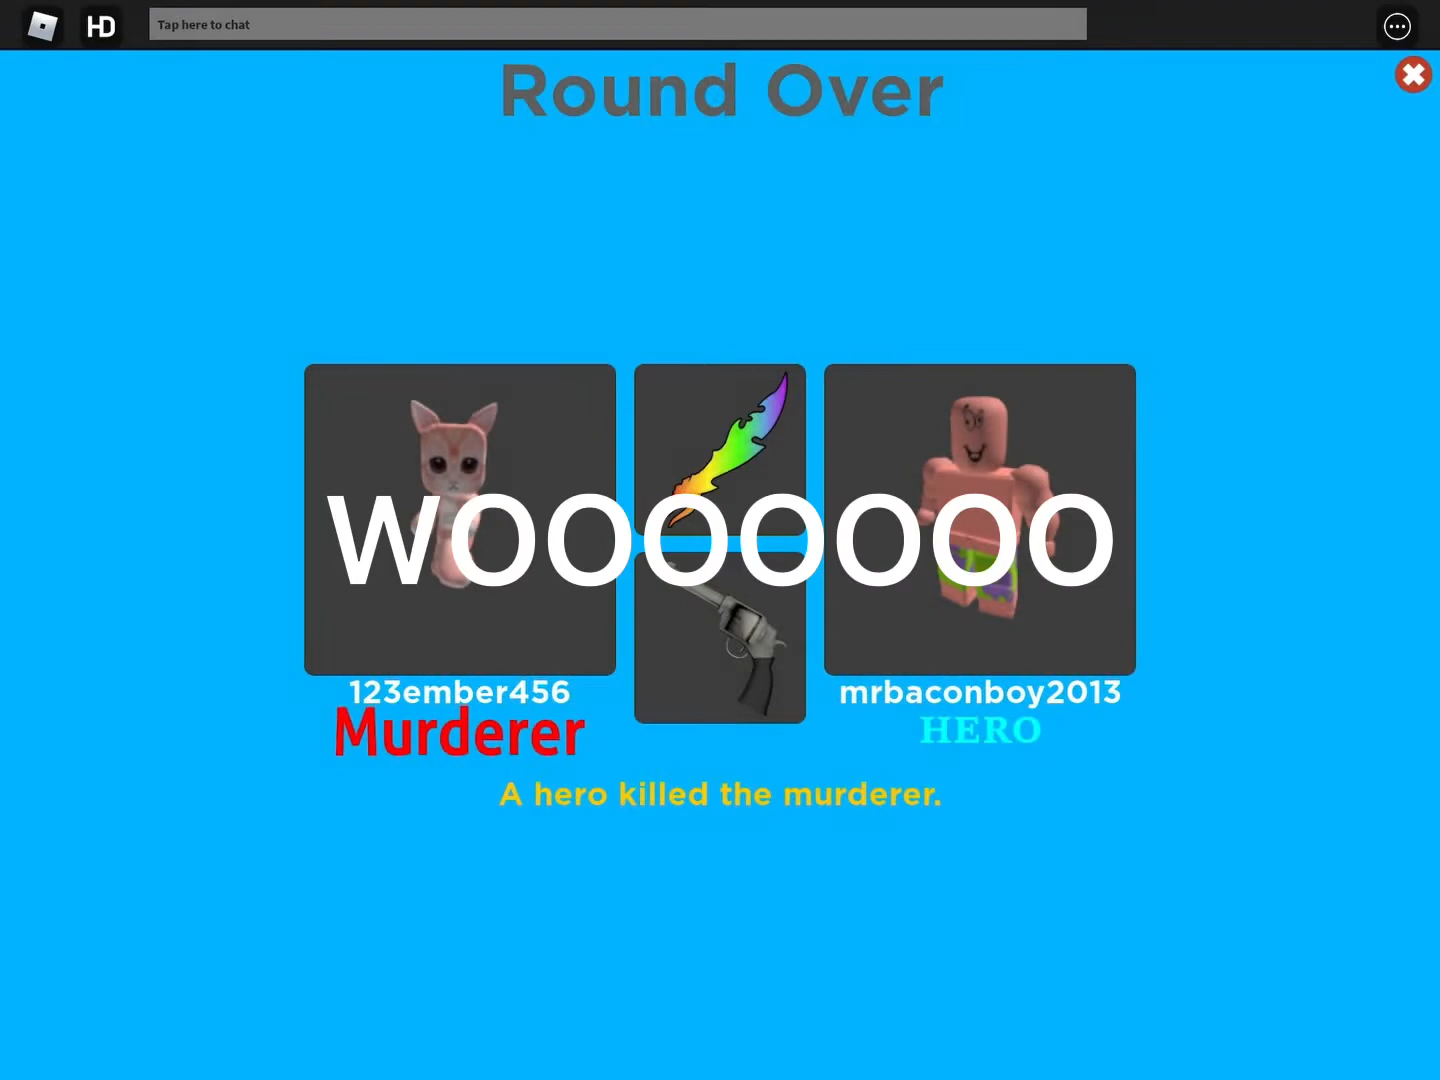 HD
Tap here to chat
Round Over
WOOOOOOO
123ember456
mrbaconboy2013
Murderer
HERO
A hero killed the murderer.